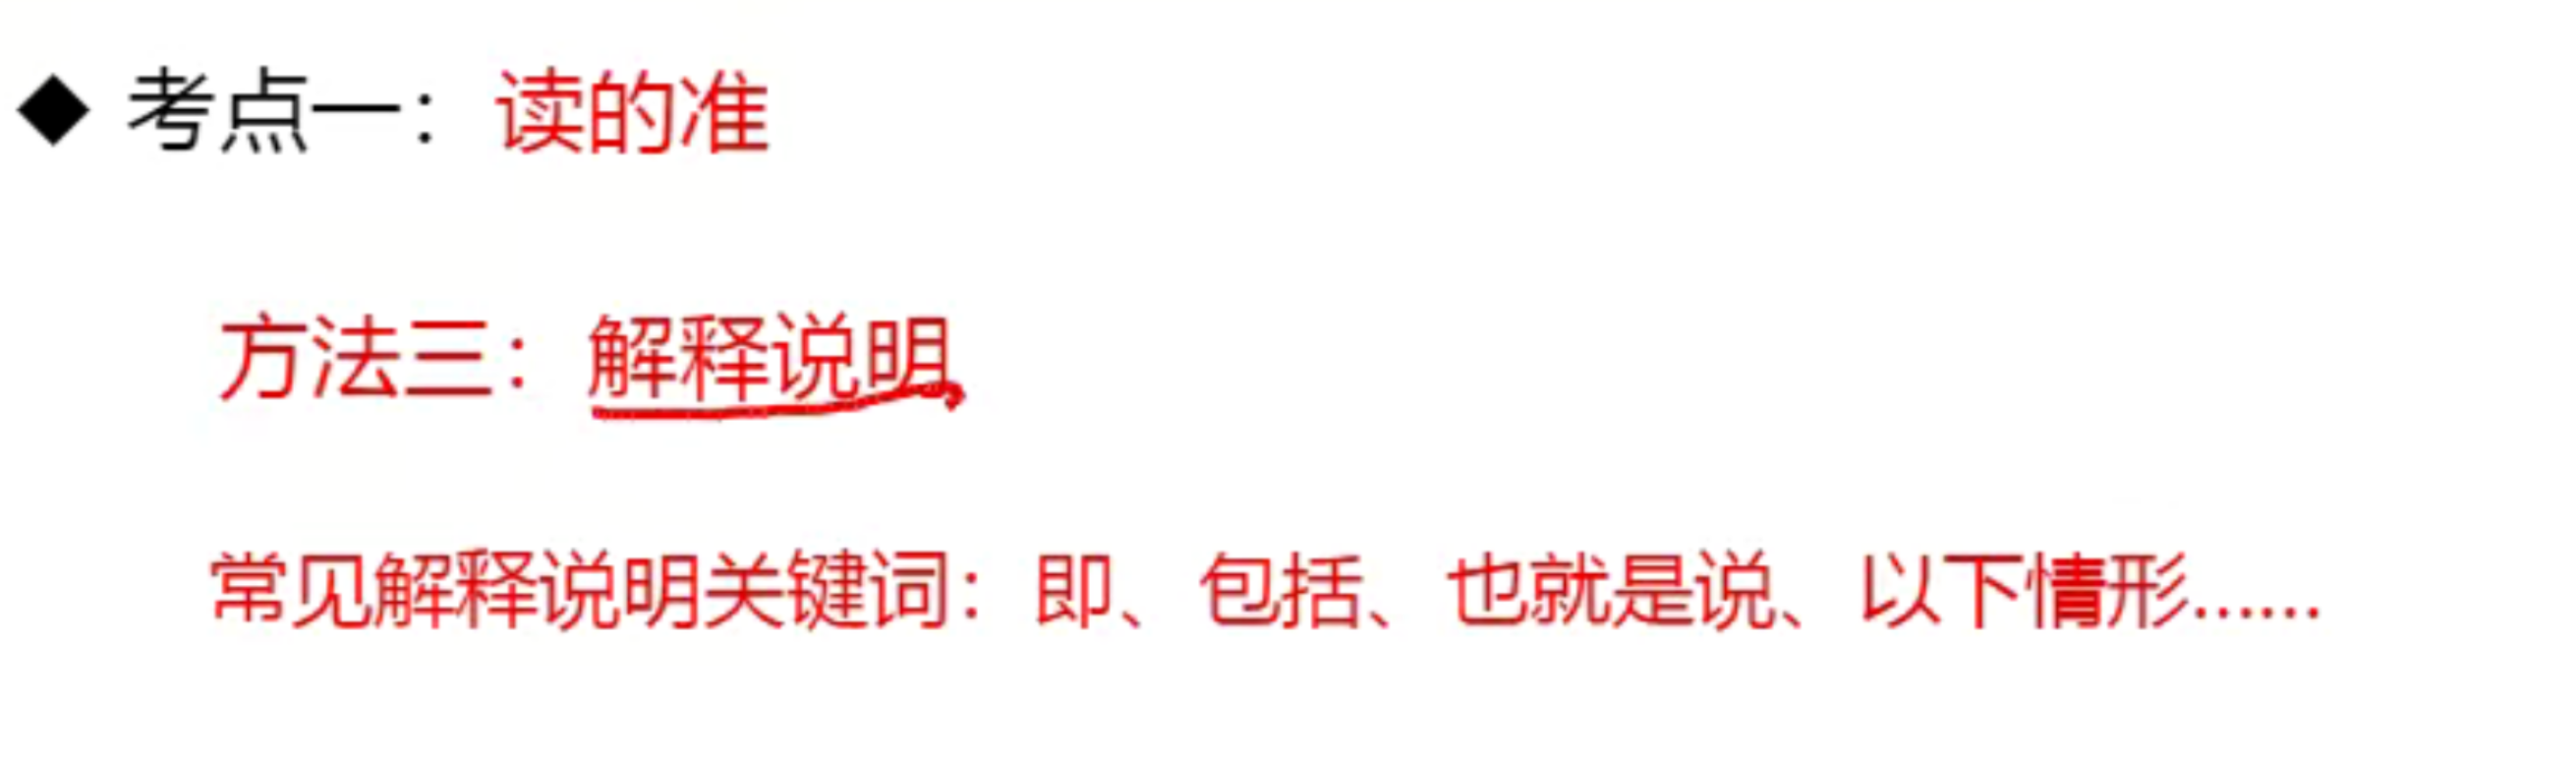 ◆ 考点一：读的准
方法三：解释说明
常见解释说明关键词：即、包括、也就是说、以下情形......